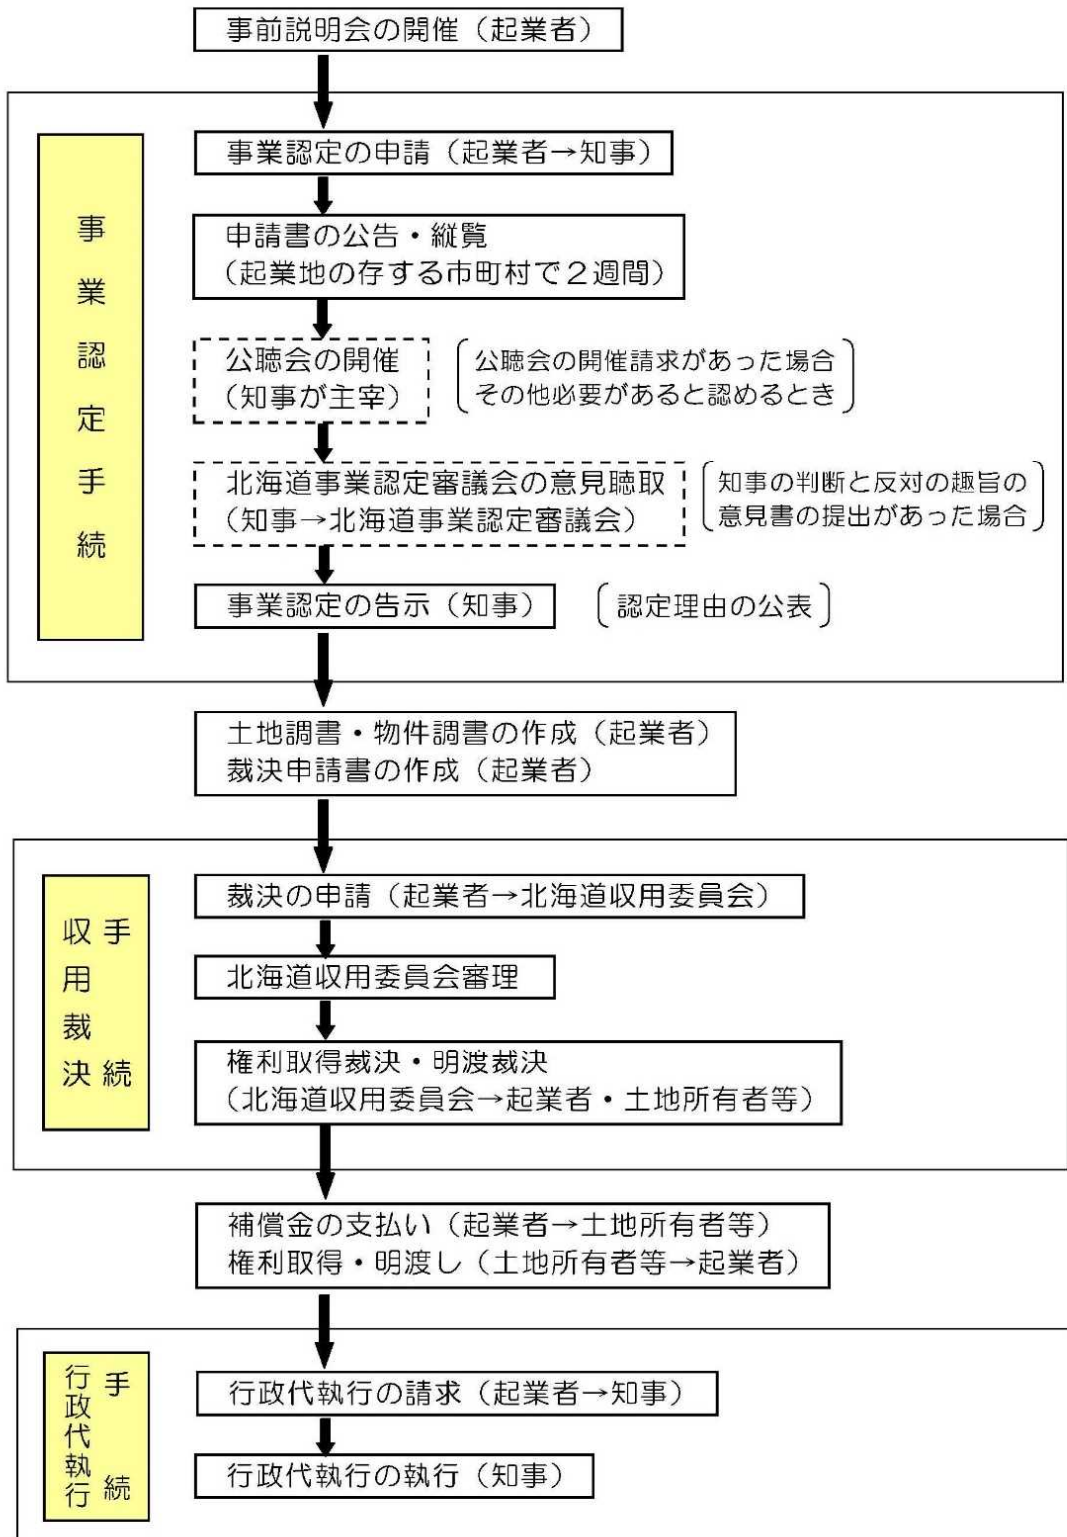 事前説明会の開催（起業者）
事業認定手続
事業認定の申請（起業者→知事）
申請書の公告・縦覧
（起業地の存する市町村で２週間）
公聴会の開催
（知事が主宰）
公聴会の開催請求があった場合
その他必要があると認めるとき
北海道事業認定審議会の意見聴取
（知事→北海道事業認定審議会）
知事の判断と反対の趣旨の
意見書の提出があった場合
事業認定の告示（知事）
認定理由の公表
土地調書・物件調書の作成（起業者）
裁決申請書の作成（起業者）
収用裁決
手続
裁決の申請（起業者→北海道収用委員会）
北海道収用委員会審理
権利取得裁決・明渡裁決
（北海道収用委員会→起業者・土地所有者等）
補償金の支払い（起業者→土地所有者等）
権利取得・明渡し（土地所有者等→起業者）
行政代執行
手続
行政代執行の請求（起業者→知事）
行政代執行の執行（知事）